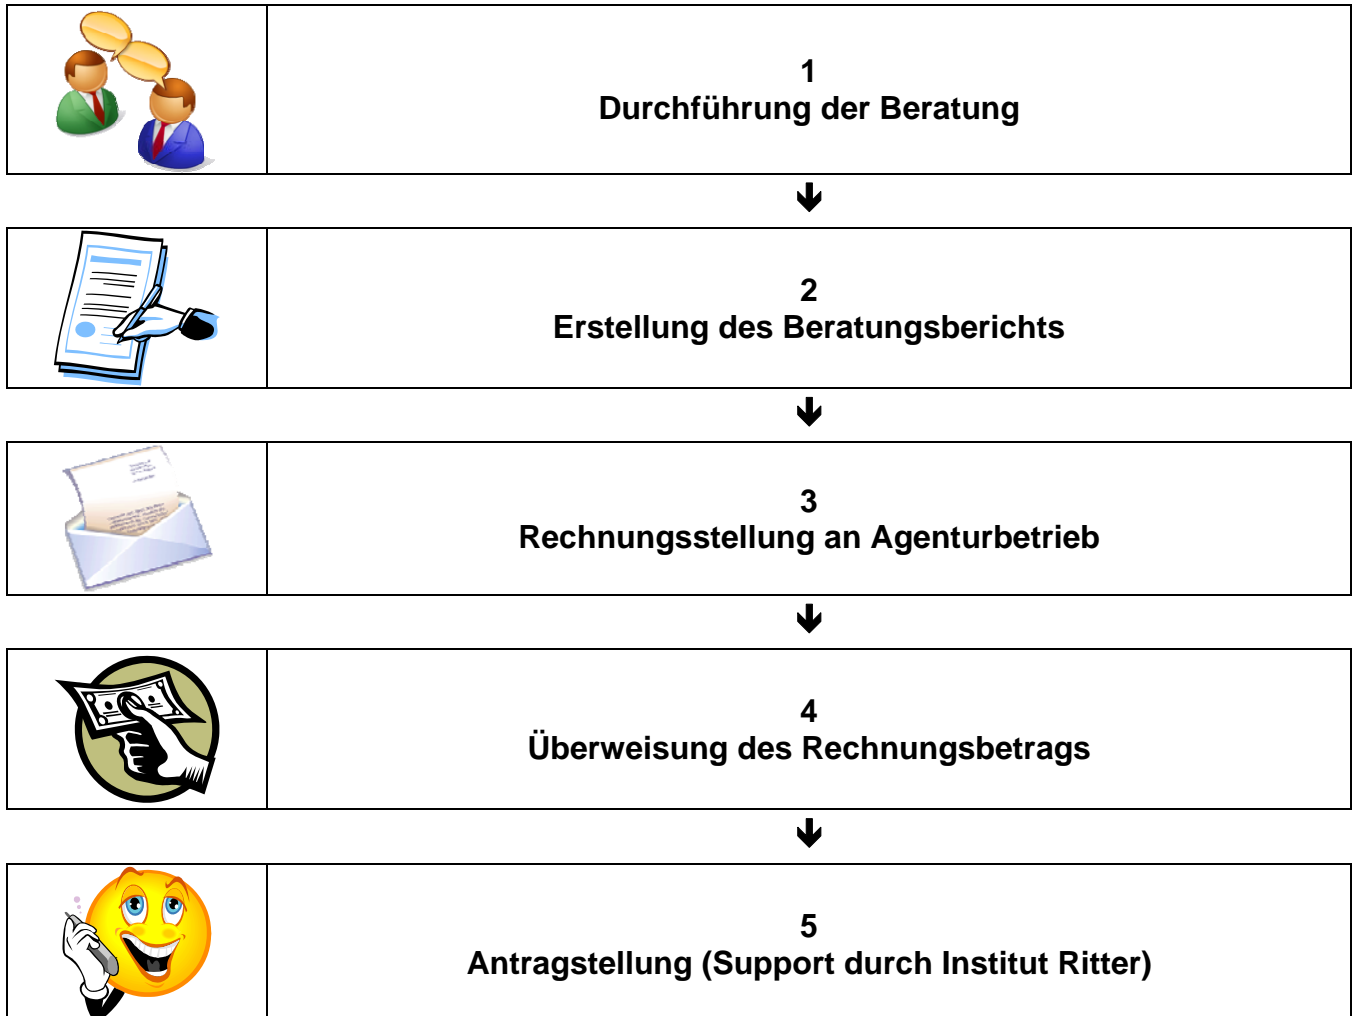 1
Durchführung der Beratung
2
Erstellung des Beratungsberichts
3
Rechnungsstellung an Agenturbetrieb
4
Überweisung des Rechnungsbetrags
5
Antragstellung (Support durch Institut Ritter)